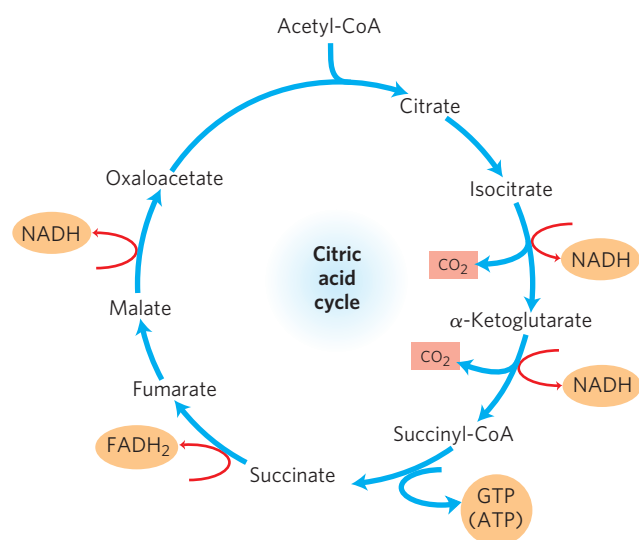 Acetyl-CoA
Citrate
Isocitrate
NADH
CO₂
α-Ketoglutarate
CO₂
NADH
Succinyl-CoA
GTP
(ATP)
Succinate
FADH₂
Fumarate
Malate
NADH
Oxaloacetate
Citric
acid
cycle